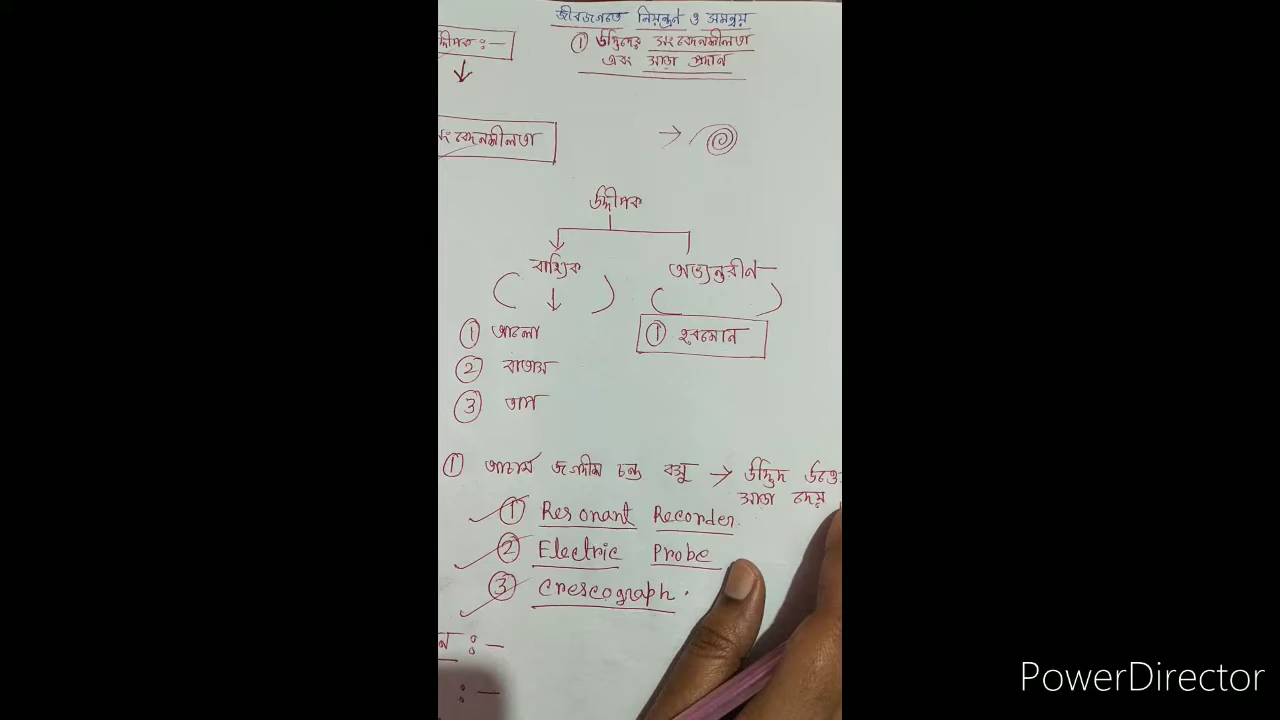 জীবজগতে নিয়ন্ত্রণ ও সমন্বয়
① উদ্ভিদের সংবেদনশীলতা
এবং সাড়া প্রদান
দ্দীপক :—
সংবেদনশীলতা
উদ্দীপক
বাহ্যিক
অভ্যন্তরীণ
① আলো
② বাতাস
③ তাপ
① হরমোন
① আচার্য জগদীশ চন্দ্র বসু → উদ্ভিদ
সাড়া দেয়
① Resonant Recorder.
② Electric Probe
③ Crescograph.
ন :—
: —
PowerDirector